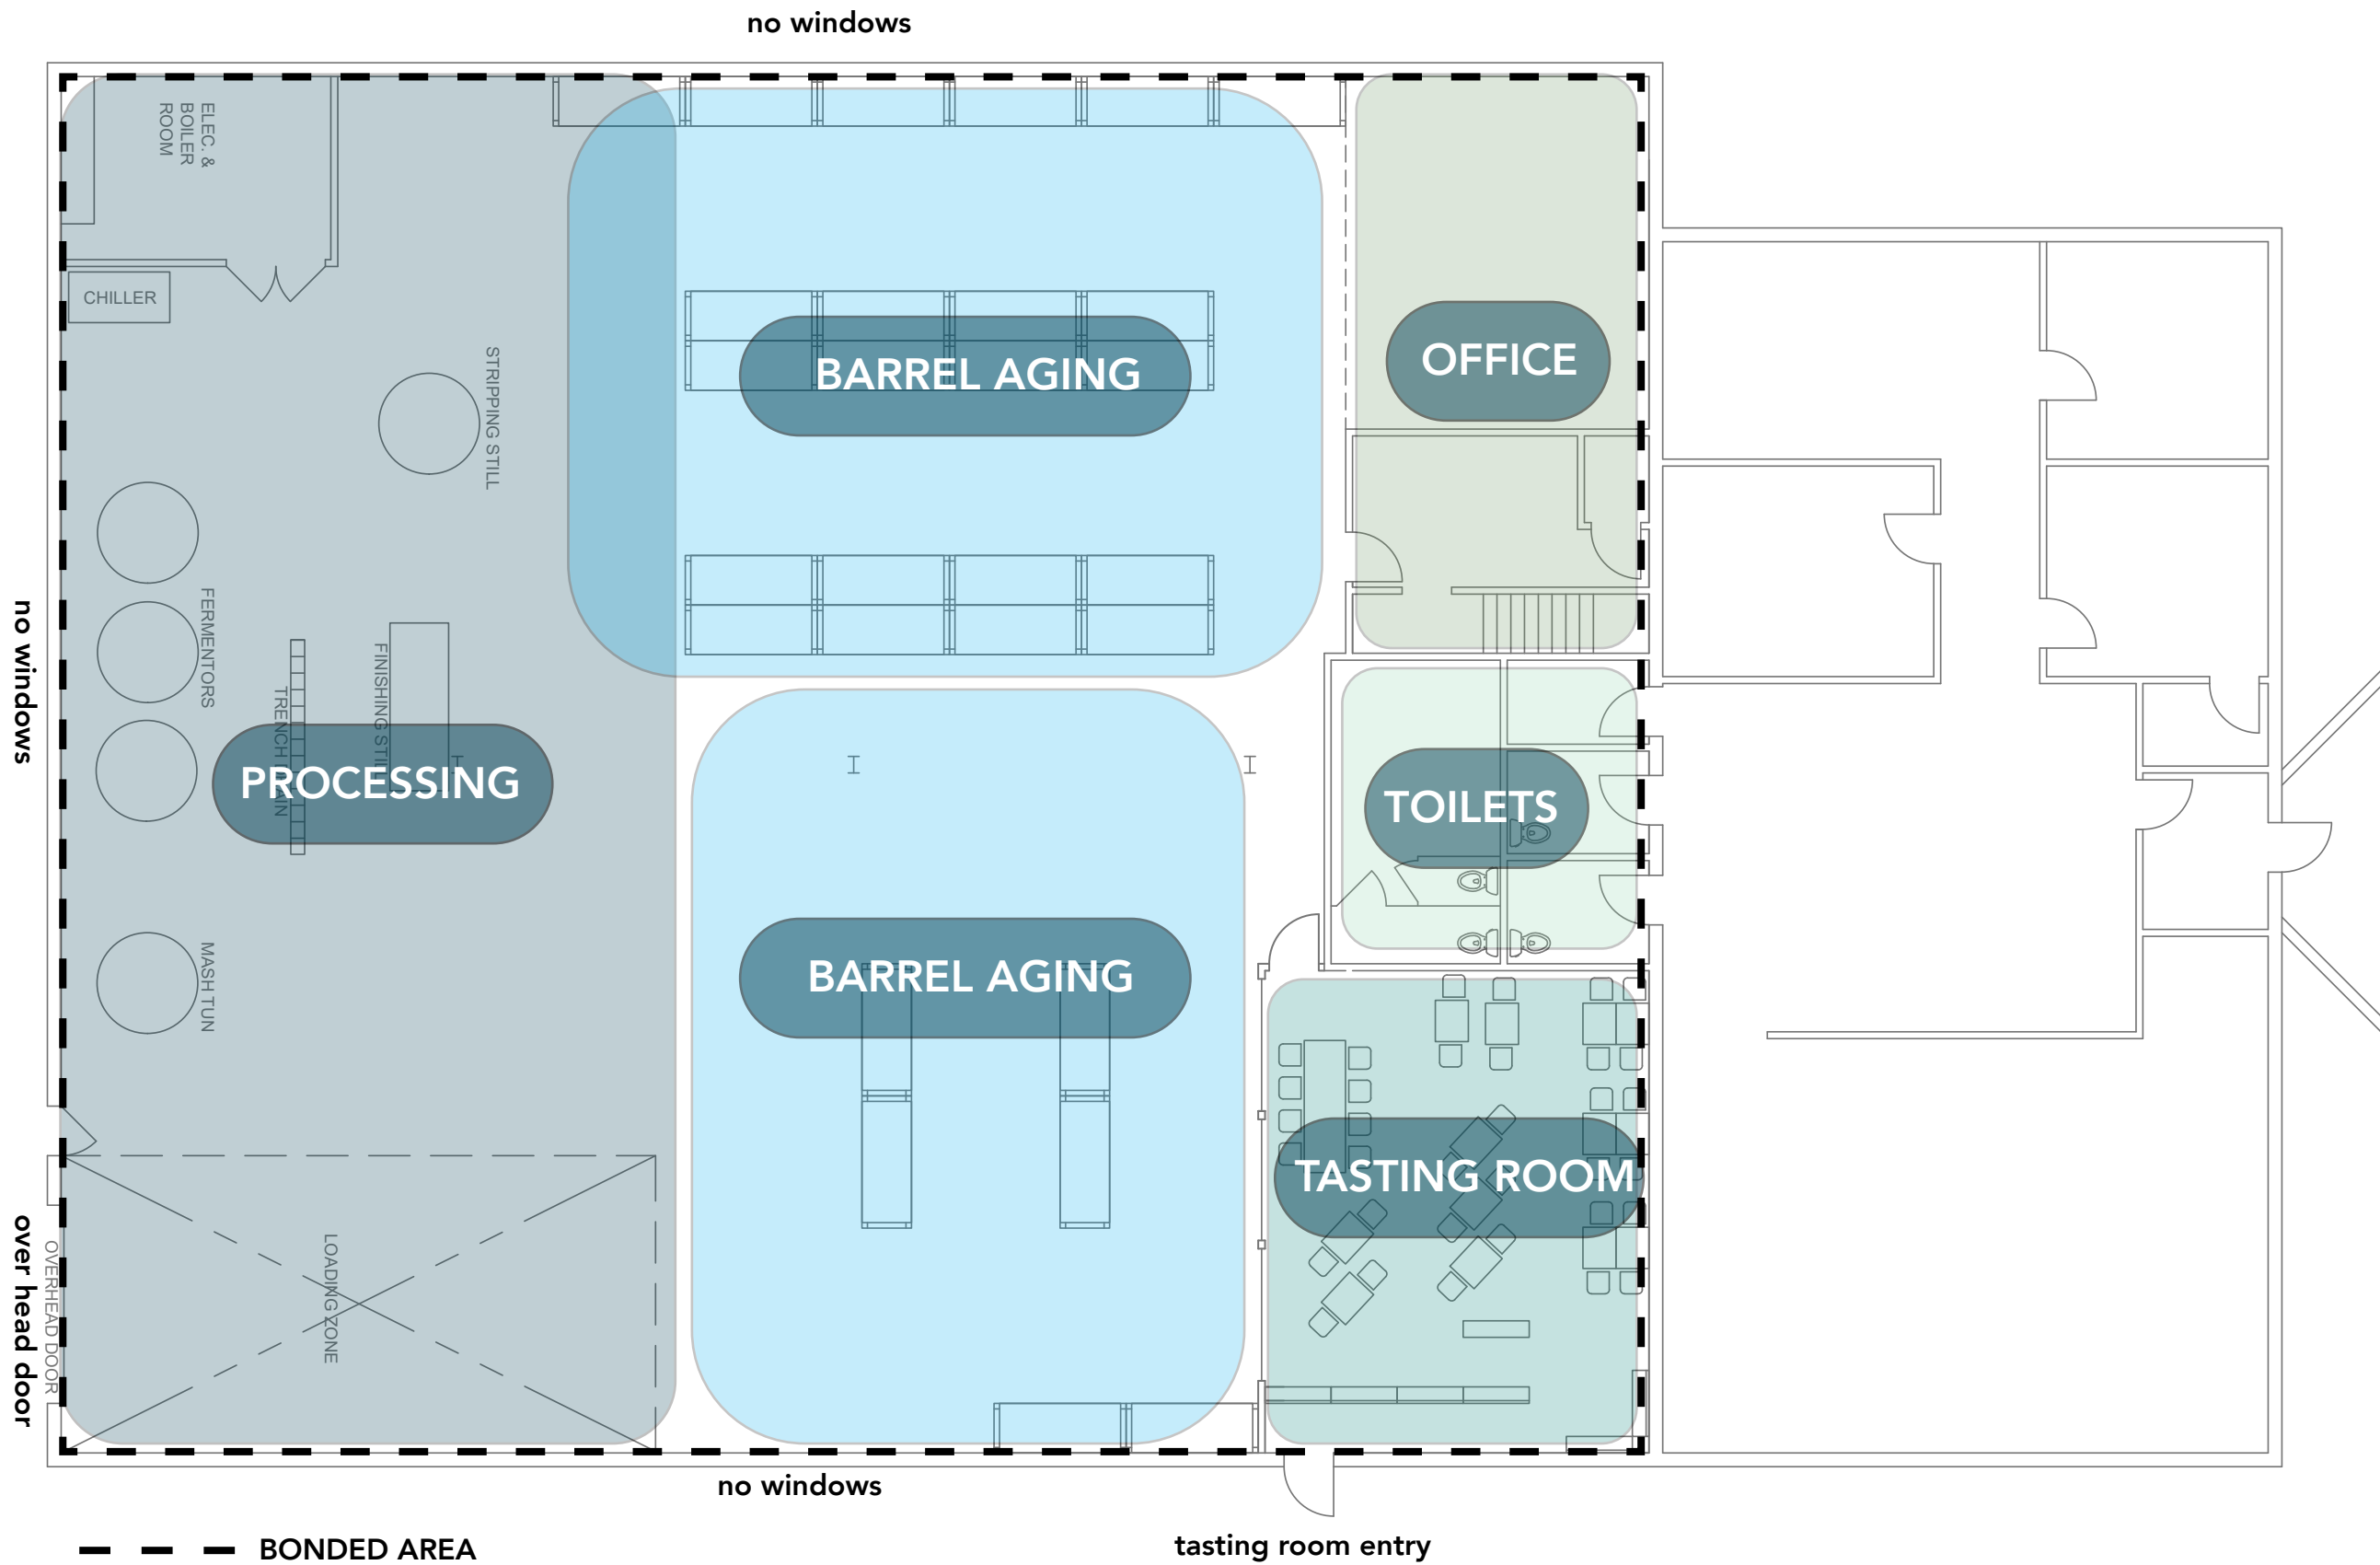 no windows
ELEC. &
BOILER
ROOM
CHILLER
STRIPPING STILL
BARREL AGING
OFFICE
no windows
FERMENTORS
TRENCH DRAIN
FINISHING STILL
PROCESSING
TOILETS
MASH TUN
BARREL AGING
TASTING ROOM
over head door
OVERHEAD DOOR
LOADING ZONE
no windows
tasting room entry
BONDED AREA